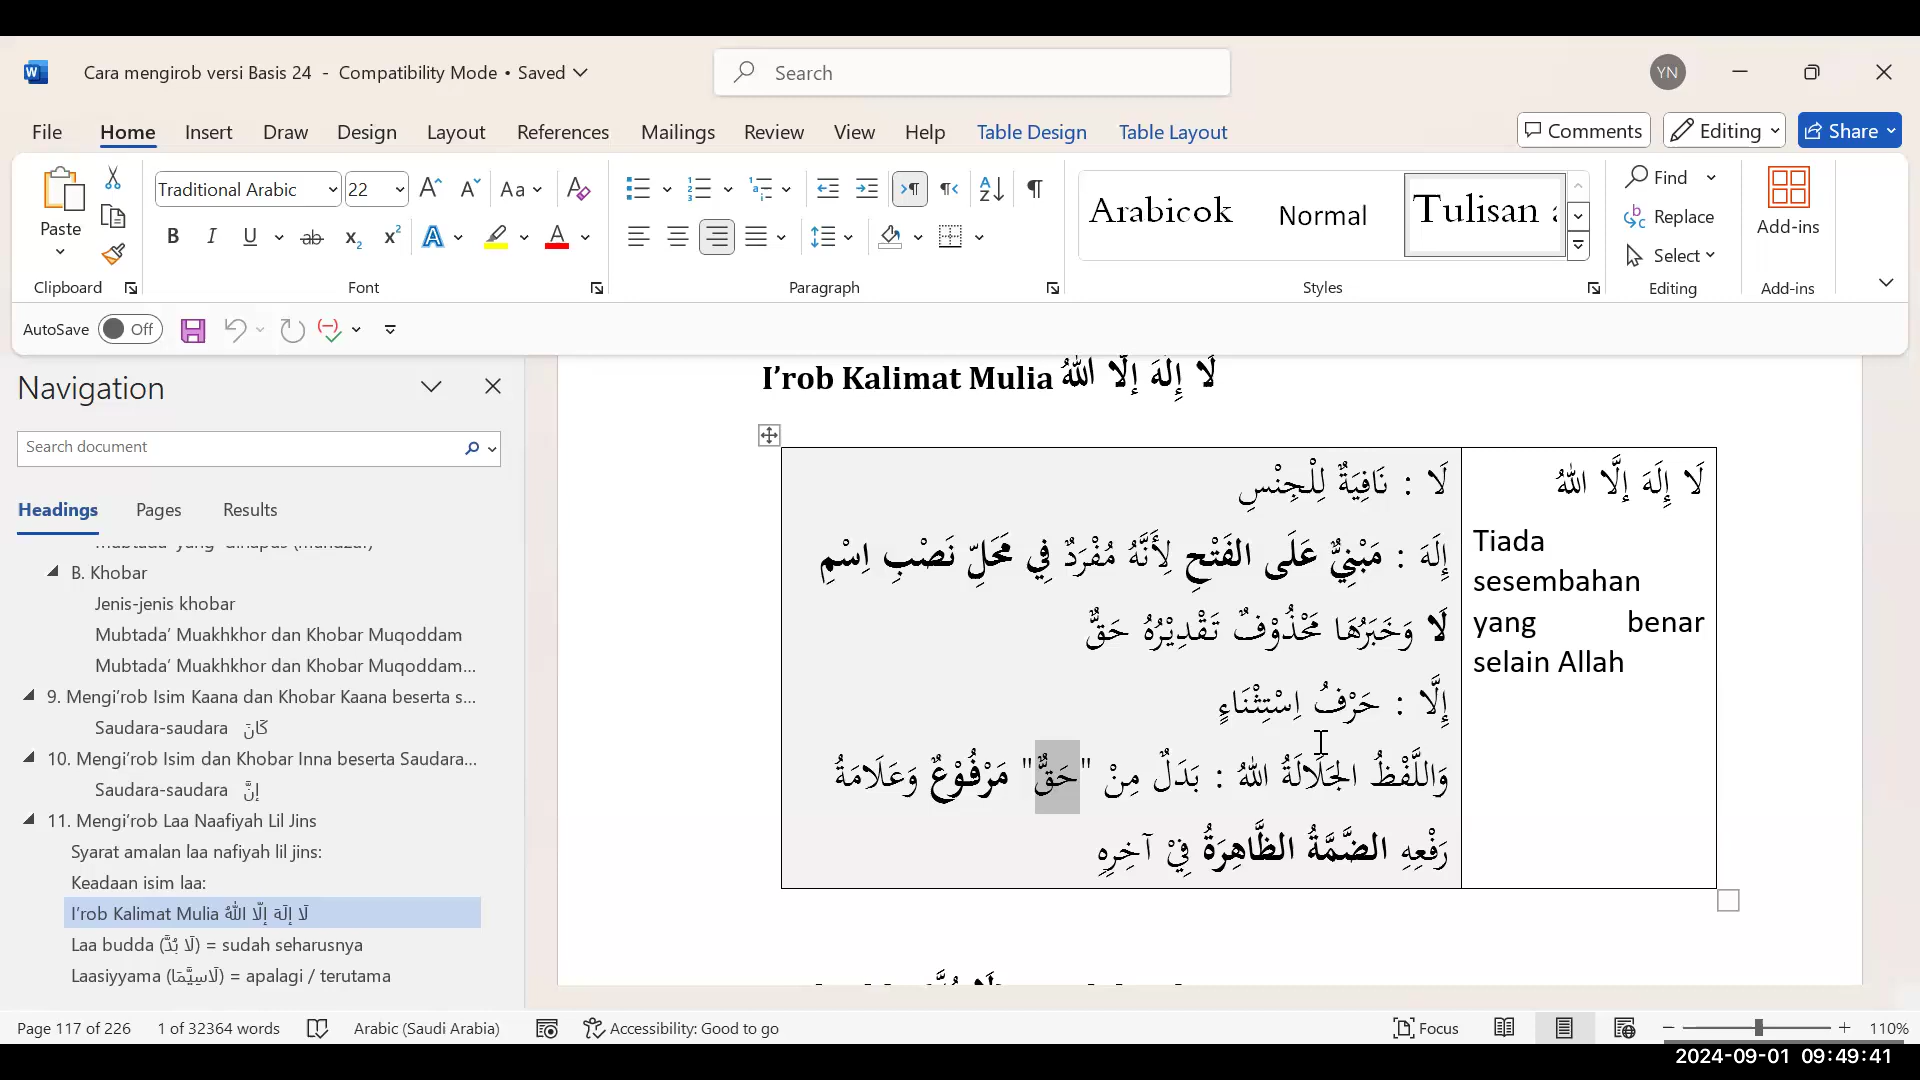 Cara mengirob versi Basis 24 - Compatibility Mode • Saved
Search
YN
File Home Insert Draw Design Layout References Mailings Review View Help Table Design Table Layout
Comments Editing Share
Paste
Clipboard
Traditional Arabic 22
Font
Paragraph
Arabicok Normal Tulisan
Styles
Find
Replace
Select
Editing
Add-ins
Add-ins
AutoSave Off
Navigation
Search document
Headings Pages Results
B. Khobar
Jenis-jenis khobar
Mubtada’ Muakhkhor dan Khobar Muqoddam
Mubtada’ Muakhkhor dan Khobar Muqoddam...
9. Mengi’rob Isim Kaana dan Khobar Kaana beserta s...
Saudara-saudara كَانَ
10. Mengi’rob Isim dan Khobar Inna beserta Saudara...
Saudara-saudara إِنَّ
11. Mengi’rob Laa Naafiyah Lil Jins
Syarat amalan laa nafiyah lil jins:
Keadaan isim laa:
I’rob Kalimat Mulia لَا إِلَهَ إِلَّا اللهُ
Laa budda (لَا بُدَّ) = sudah seharusnya
Laasiyyama (لَاسِيَّمَا) = apalagi / terutama
I’rob Kalimat Mulia لَا إِلَهَ إِلَّا اللهُ
لَا إِلَهَ إِلَّا اللهُ
Tiada
sesembahan
yang benar
selain Allah
لَا : نَافِيَةٌ لِلْجِنْسِ
إِلَهَ : مَبْنِيٌّ عَلَى الفَتْحِ لِأَنَّهُ مُفْرَدٌ فِي مَحَلِّ نَصْبِ اِسْمِ
لَا وَخَبَرُهَا مَحْذُوْفٌ تَقْدِيْرُهُ حَقٌّ
إِلَّا : حَرْفُ اِسْتِثْنَاءٍ
وَاللَّفْظُ الجَلَالَةُ اللهُ : بَدَلٌ مِنْ "حَقٌّ" مَرْفُوْعٌ وَعَلَامَةُ
رَفْعِهِ الضَّمَّةُ الظَّاهِرَةُ فِيْ آخِرِهِ
Page 117 of 226 1 of 32364 words Arabic (Saudi Arabia) Accessibility: Good to go Focus 110%
2024-09-01 09:49:41